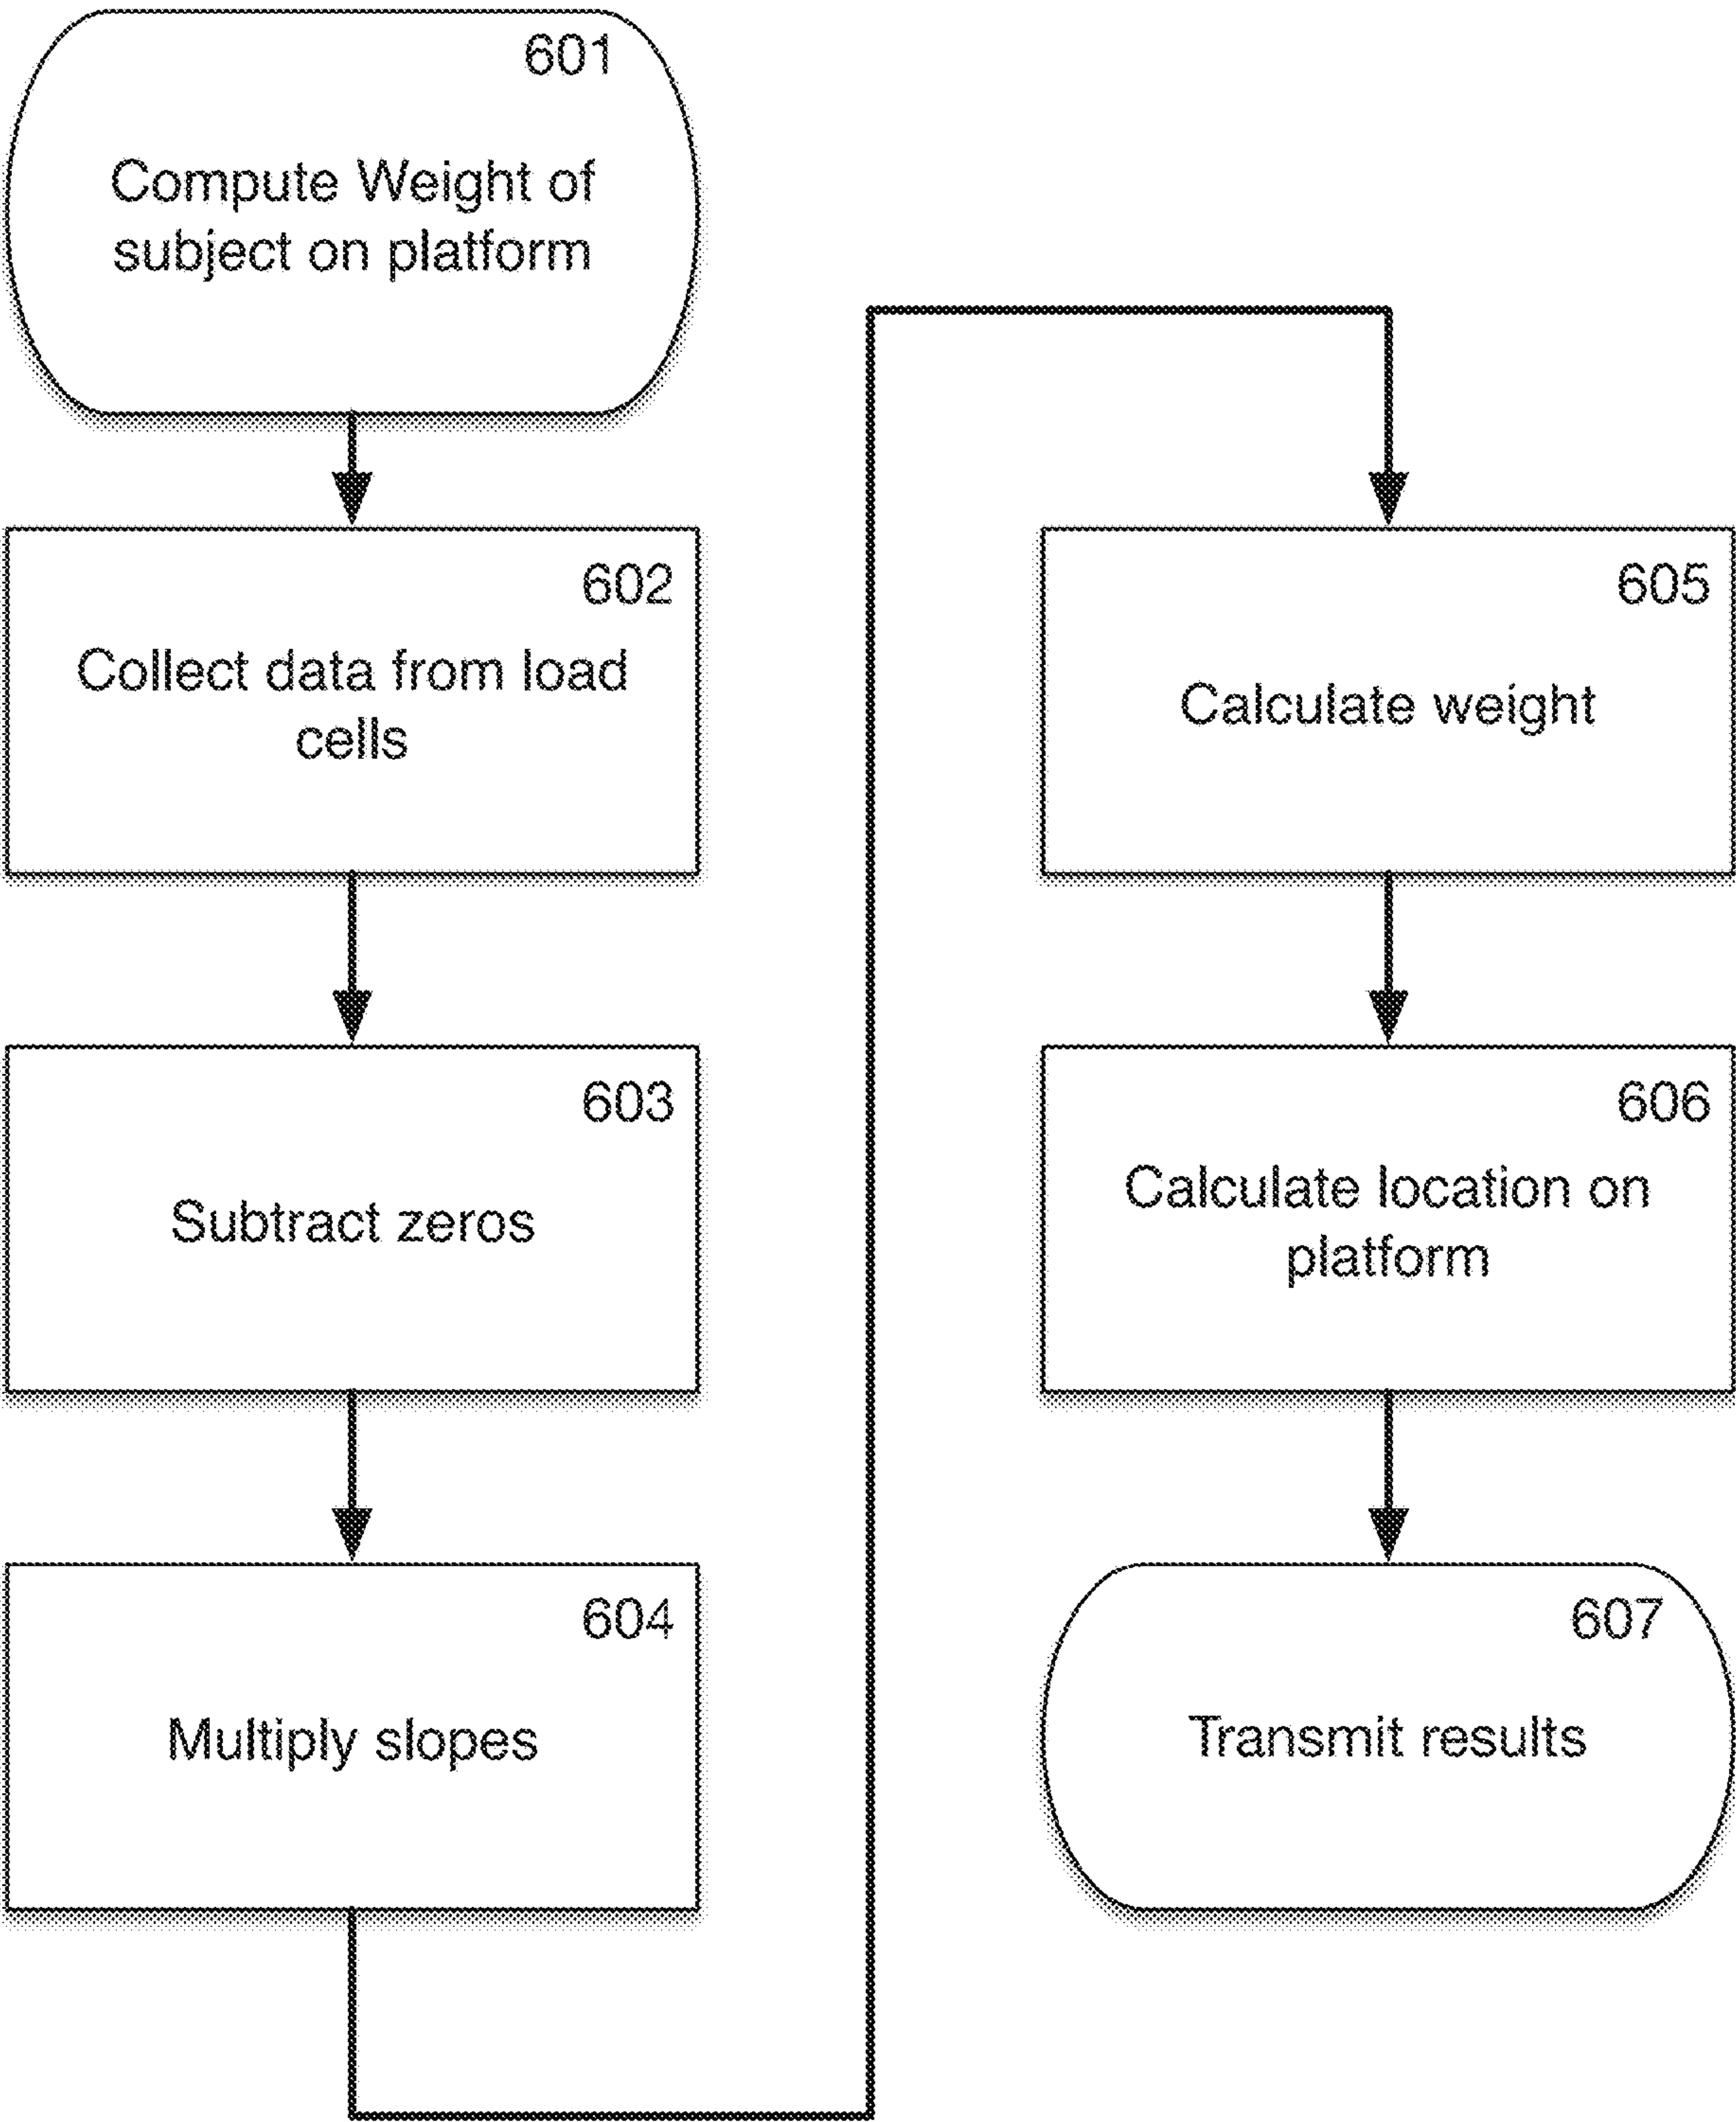 601
Compute Weight of
subject on platform
602
Collect data from load
cells
603
Subtract zeros
604
Multiply slopes
605
Calculate weight
606
Calculate location on
platform
607
Transmit results